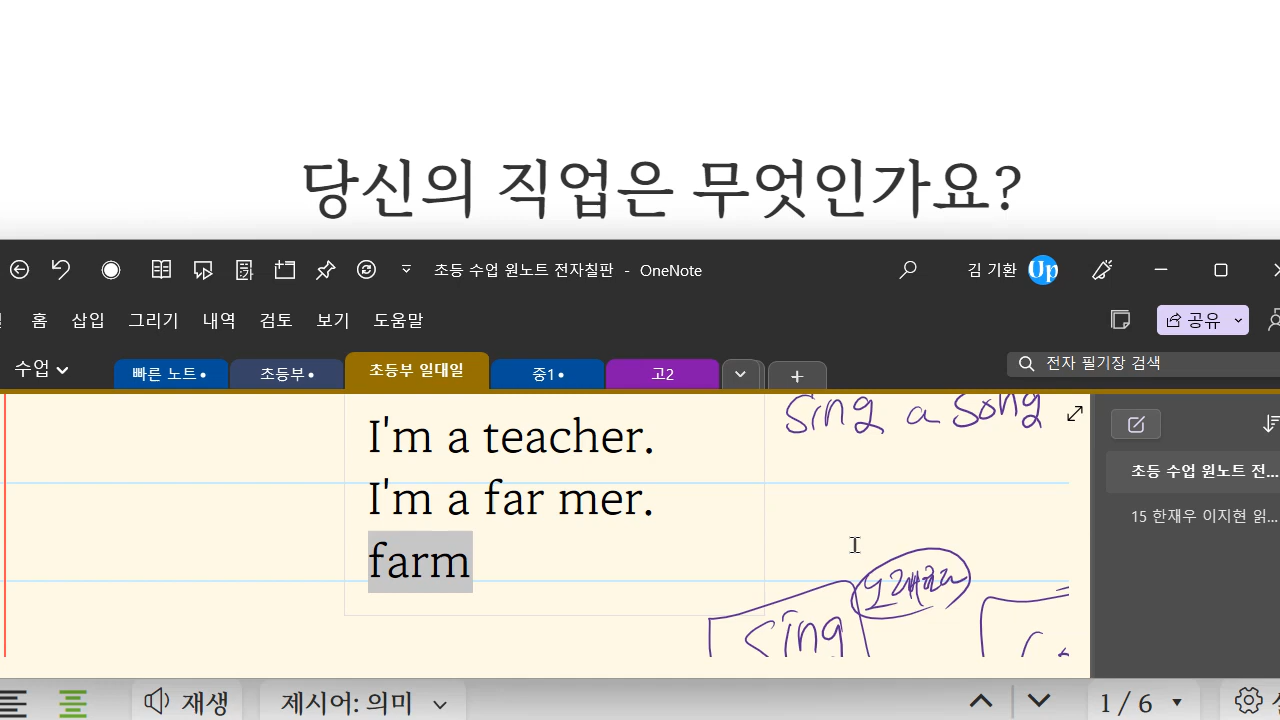 당신의 직업은 무엇인가요?
초등 수업 원노트 전자칠판 - OneNote
김 기환
Up
홈 삽입 그리기 내역 검토 보기 도움말
공유
수업
빠른 노트
초등부
초등부 일대일
중1
고2
전자 필기장 검색
I'm a teacher.
I'm a far mer.
farm
Sing a song
Sing
초등 수업 원노트 전...
15 한재우 이지현 읽...
재생
제시어: 의미
1 / 6